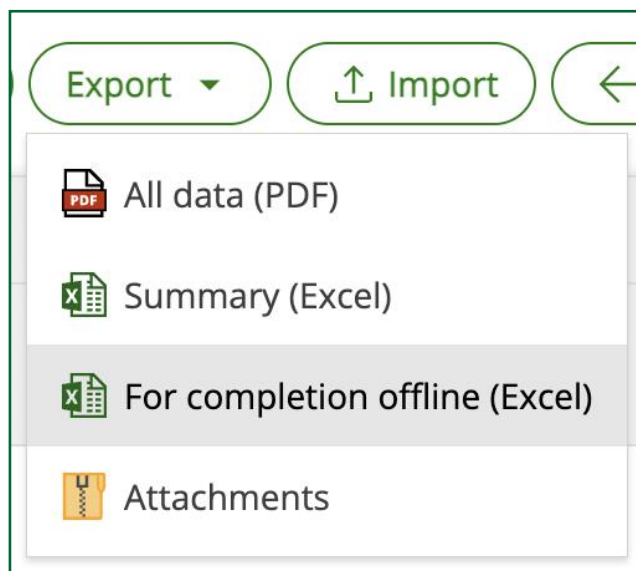 Export
Import
PDF
All data (PDF)
X
Summary (Excel)
X
For completion offline (Excel)
Attachments